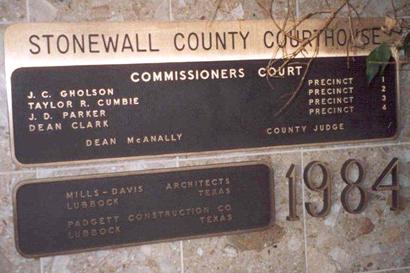 STONEWALL COUNTY COURTHOUSE
COMMISSIONERS COURT
J. C. GHOLSON PRECINCT 1
TAYLOR R. CUMBIE PRECINCT 2
J. D. PARKER PRECINCT 3
DEAN CLARK PRECINCT 4
DEAN McANALLY COUNTY JUDGE
MILLS-DAVIS ARCHITECTS
LUBBOCK TEXAS
PADGETT CONSTRUCTION CO
LUBBOCK TEXAS
1984